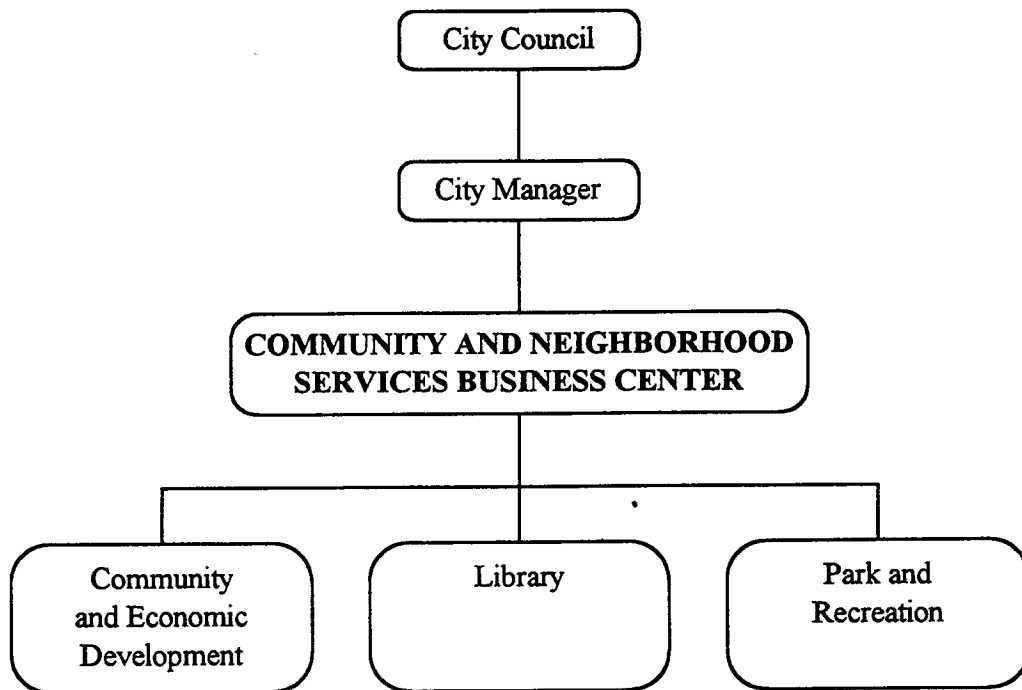 City Council
City Manager
COMMUNITY AND NEIGHBORHOOD
SERVICES BUSINESS CENTER
Community
and Economic
Development
Library
Park and
Recreation